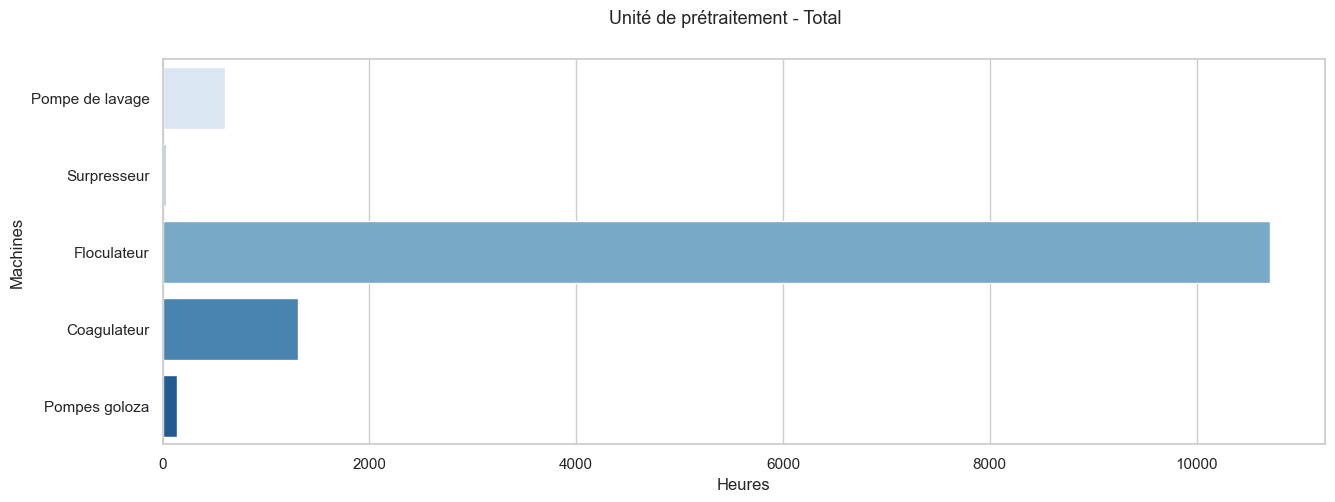 Unité de prétraitement - Total
Pompe de lavage
Surpresseur
Floculateur
Coagulateur
Pompes goloza
Machines
0
2000
4000
6000
8000
10000
Heures